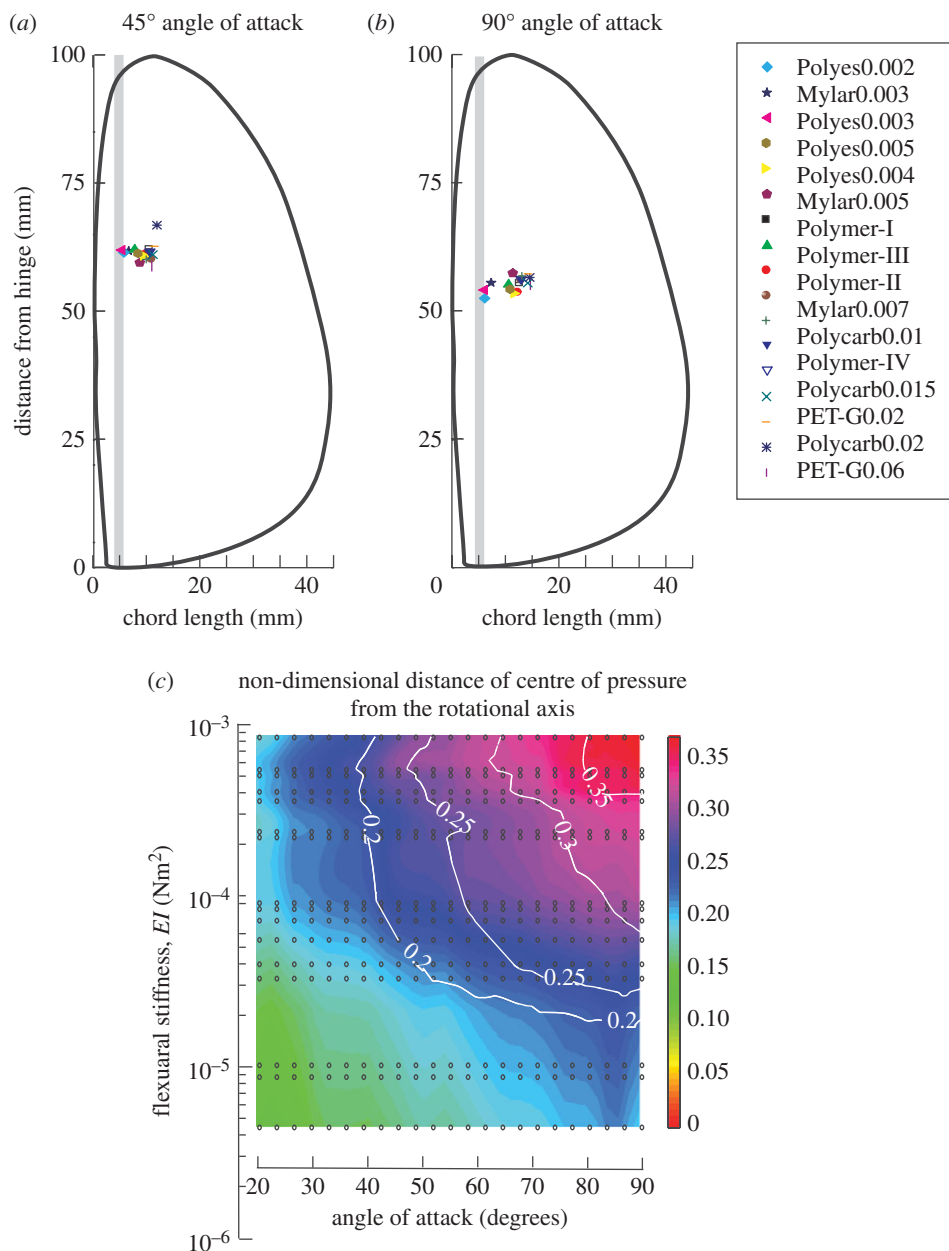 (a) 45° angle of attack
(b) 90° angle of attack
100
75
50
25
0
distance from hinge (mm)
0 20 40
chord length (mm)
100
75
50
25
0
0 20 40
chord length (mm)
Polyes0.002
Mylar0.003
Polyes0.003
Polyes0.005
Polyes0.004
Mylar0.005
Polymer-I
Polymer-III
Polymer-II
Mylar0.007
Polycarb0.01
Polymer-IV
Polycarb0.015
PET-G0.02
Polycarb0.02
PET-G0.06
(c) non-dimensional distance of centre of pressure
from the rotational axis
10⁻³
10⁻⁴
10⁻⁵
10⁻⁶
flexuaral stiffness, EI (Nm²)
0.2
0.25
0.3
0.35
0.2
0.25
0.2
20 30 40 50 60 70 80 90
angle of attack (degrees)
0.35
0.30
0.25
0.20
0.15
0.10
0.05
0